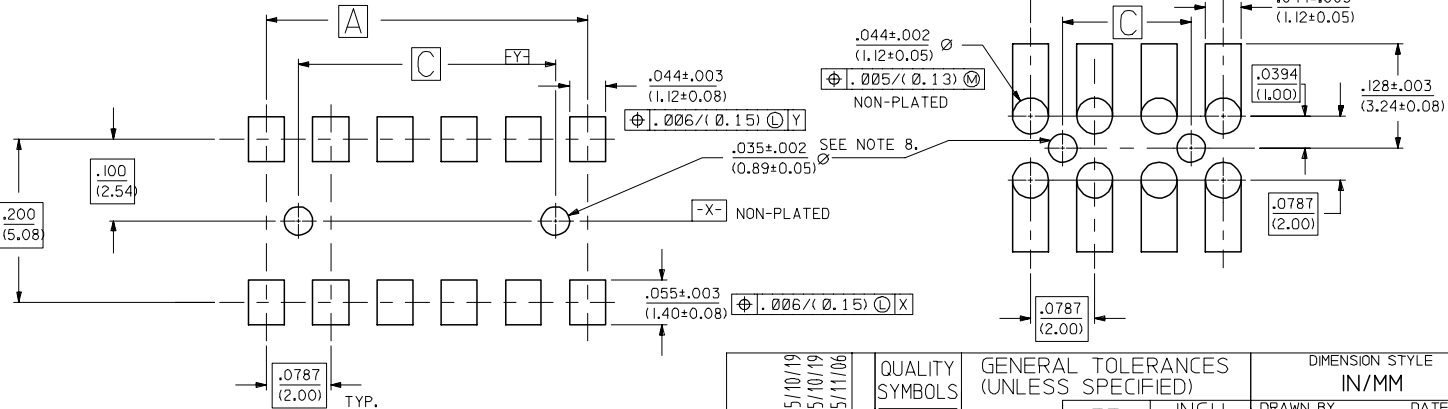 A
C
-Y-
.044±.003
(1.12±0.08)
⌖ .006/(Ø.15) Ⓛ Y
.100
(2.54)
.200
(5.08)
.035±.002 Ø
(0.89±0.05)
SEE NOTE 8.
-X- NON-PLATED
.055±.003
(1.40±0.08)
⌖ .006/(Ø.15) Ⓛ X
.0787
(2.00)
TYP.
C
(1.12±0.05)
.044±.002 Ø
(1.12±0.05)
⌖ .005/(Ø.13) Ⓜ
NON-PLATED
.0394
(1.00)
.128±.003
(3.24±0.08)
.0787
(2.00)
.0787
(2.00)
5/10/19
5/10/19
5/11/06
QUALITY
SYMBOLS
GENERAL TOLERANCES
(UNLESS SPECIFIED)
DIMENSION STYLE
IN/MM
DRAWN BY
DATE